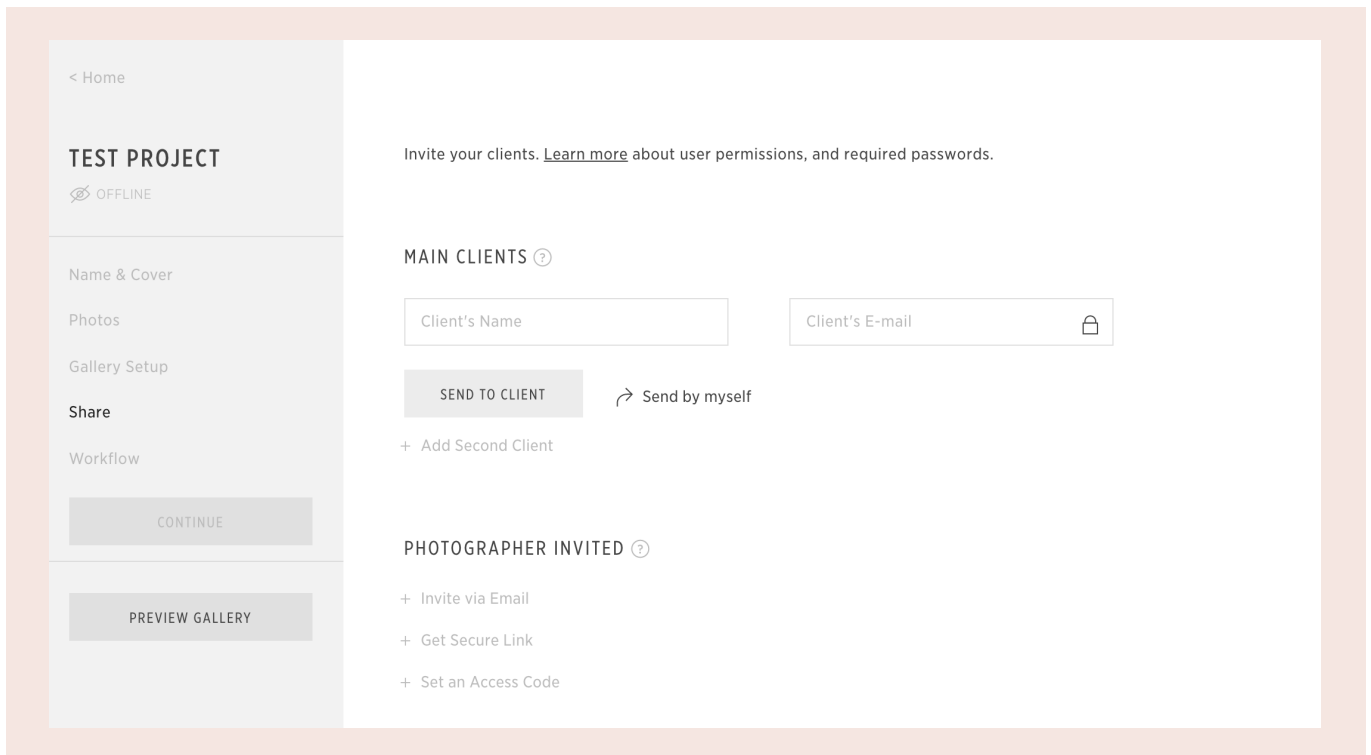 < Home
TEST PROJECT
OFFLINE
Name & Cover
Photos
Gallery Setup
Share
Workflow
CONTINUE
PREVIEW GALLERY
Invite your clients. Learn more about user permissions, and required passwords.
MAIN CLIENTS ?
Client's Name
Client's E-mail
SEND TO CLIENT
Send by myself
+ Add Second Client
PHOTOGRAPHER INVITED ?
+ Invite via Email
+ Get Secure Link
+ Set an Access Code